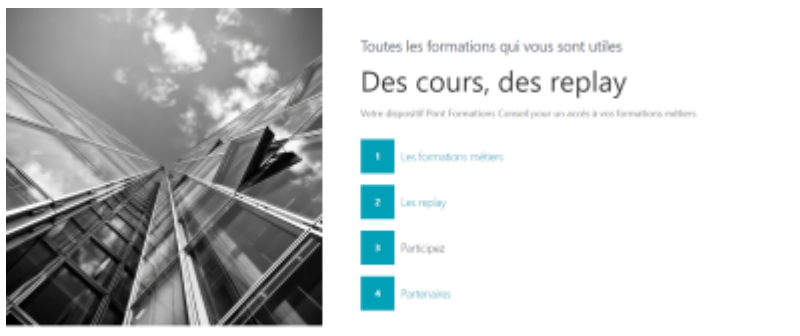 Toutes les formations qui vous sont utiles
Des cours, des replay
Votre dispositif Pont Formations Conseil pour un accès à vos formations métiers
1 Les formations métiers
2 Les replay
3 Participez
4 Partenaires